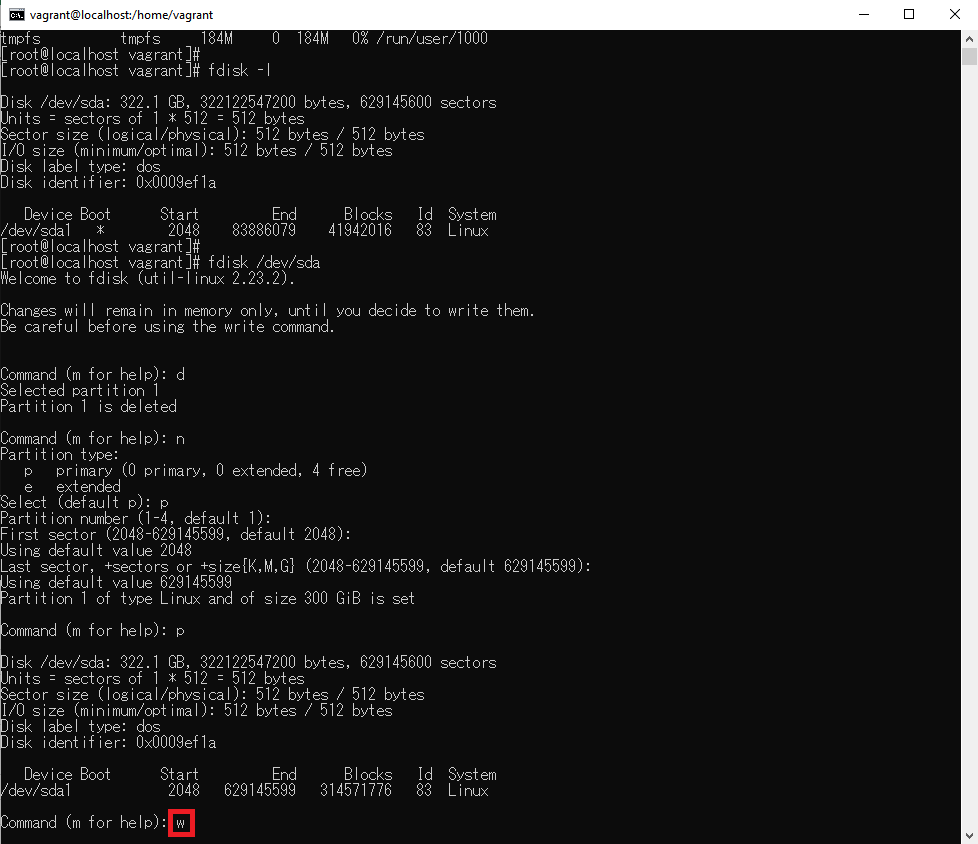 vagrant@localhost:/home/vagrant
tmpfs tmpfs 184M 0 184M 0% /run/user/1000
[root@localhost vagrant]#
[root@localhost vagrant]# fdisk -l
Disk /dev/sda: 322.1 GB, 322122547200 bytes, 629145600 sectors
Units = sectors of 1 * 512 = 512 bytes
Sector size (logical/physical): 512 bytes / 512 bytes
I/O size (minimum/optimal): 512 bytes / 512 bytes
Disk label type: dos
Disk identifier: 0x0009ef1a
Device Boot Start End Blocks Id System
/dev/sda1 * 2048 83886079 41942016 83 Linux
[root@localhost vagrant]#
[root@localhost vagrant]# fdisk /dev/sda
Welcome to fdisk (util-linux 2.23.2).
Changes will remain in memory only, until you decide to write them.
Be careful before using the write command.
Command (m for help): d
Selected partition 1
Partition 1 is deleted
Command (m for help): n
Partition type:
p primary (0 primary, 0 extended, 4 free)
e extended
Select (default p): p
Partition number (1-4, default 1):
First sector (2048-629145599, default 2048):
Using default value 2048
Last sector, +sectors or +size{K,M,G} (2048-629145599, default 629145599):
Using default value 629145599
Partition 1 of type Linux and of size 300 GiB is set
Command (m for help): p
Disk /dev/sda: 322.1 GB, 322122547200 bytes, 629145600 sectors
Units = sectors of 1 * 512 = 512 bytes
Sector size (logical/physical): 512 bytes / 512 bytes
I/O size (minimum/optimal): 512 bytes / 512 bytes
Disk label type: dos
Disk identifier: 0x0009ef1a
Device Boot Start End Blocks Id System
/dev/sda1 2048 629145599 314571776 83 Linux
Command (m for help): w